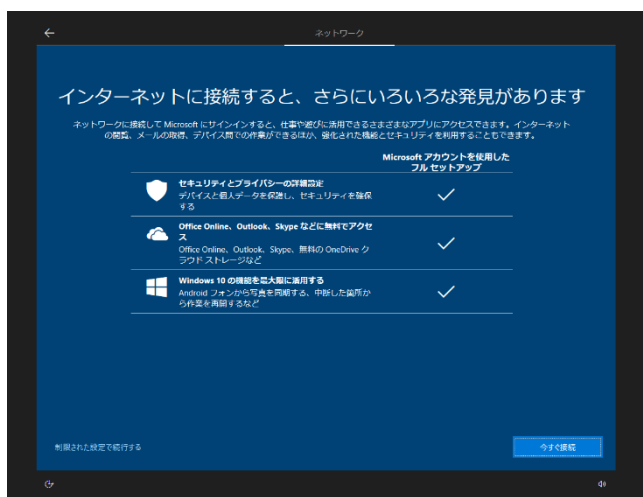 ネットワーク
インターネットに接続すると、さらにいろいろな発見があります
ネットワークに接続して Microsoft にサインインすると、仕事や遊びに活用できるさまざまなアプリにアクセスできます。インターネット
の閲覧、メールの取得、デバイス間での作業ができるほか、強化された機能とセキュリティを利用することもできます。
Microsoft アカウントを使用した
フル セットアップ
セキュリティとプライバシーの詳細設定
デバイスと個人データを保護し、セキュリティを確保
する
Office Online、Outlook、Skype などに無料でアクセ
ス
Office Online、Outlook、Skype、無料の OneDrive ク
ラウド ストレージなど
Windows 10 の機能を最大限に活用する
Android フォンから写真を同期する、中断した箇所か
ら作業を再開するなど
制限された設定で続行する
今すぐ接続